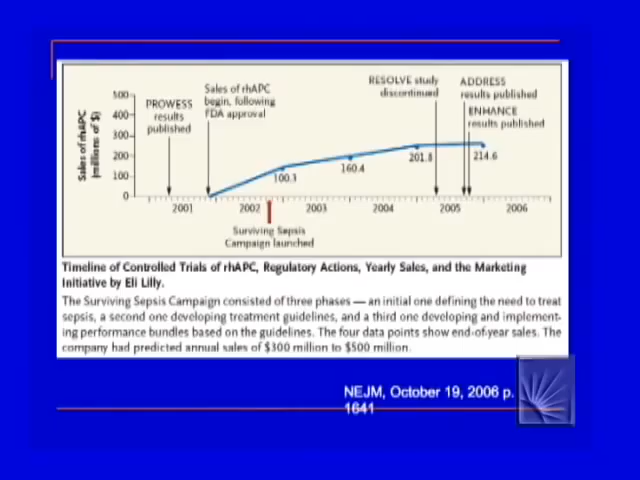 RESOLVE study
discontinued
ADDRESS
results published
ENHANCE
results published
Sales of rhAPC
begin, following
FDA approval
PROWESS
results
published
Sales of rhAPC
(millions of $)
500
400
300
200
100
0
100.3
160.4
201.8
214.6
2001
2002
2003
2004
2005
2006
Surviving Sepsis
Campaign launched
Timeline of Controlled Trials of rhAPC, Regulatory Actions, Yearly Sales, and the Marketing
Initiative by Eli Lilly.
The Surviving Sepsis Campaign consisted of three phases — an initial one defining the need to treat
sepsis, a second one developing treatment guidelines, and a third one developing and implement-
ing performance bundles based on the guidelines. The four data points show end-of-year sales. The
company had predicted annual sales of $300 million to $500 million.
NEJM, October 19, 2006 p.
1641